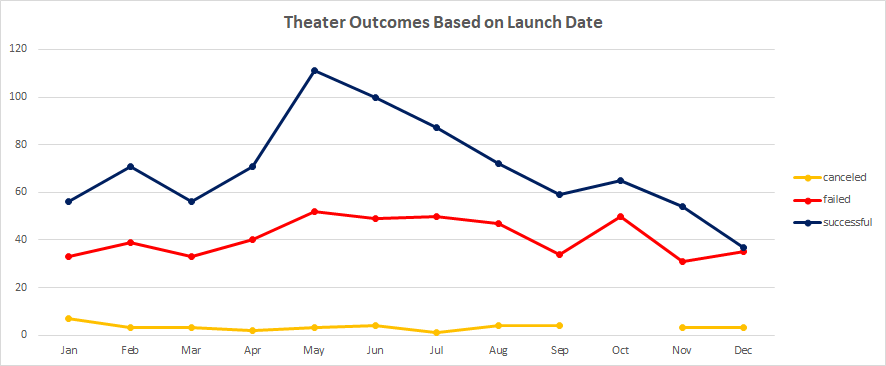 Theater Outcomes Based on Launch Date
120
100
80
60
40
20
0
Jan Feb Mar Apr May Jun Jul Aug Sep Oct Nov Dec
canceled
failed
successful